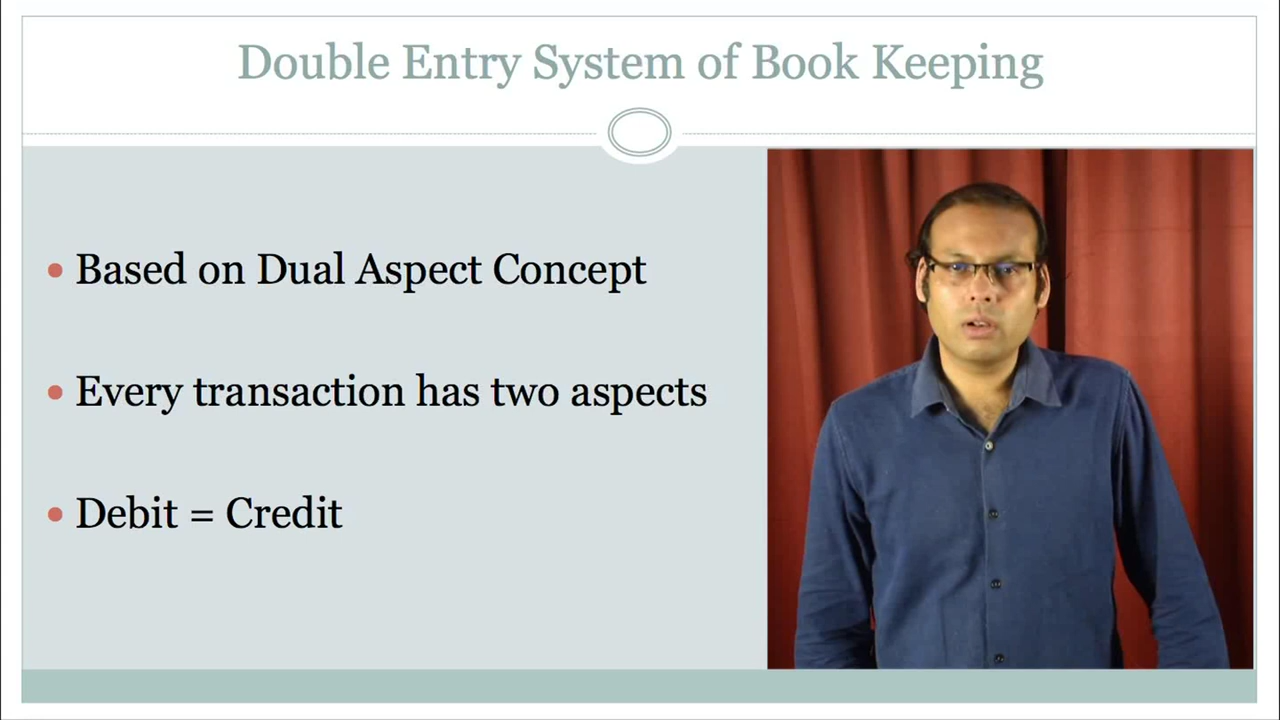 Double Entry System of Book Keeping
• Based on Dual Aspect Concept
• Every transaction has two aspects
• Debit = Credit